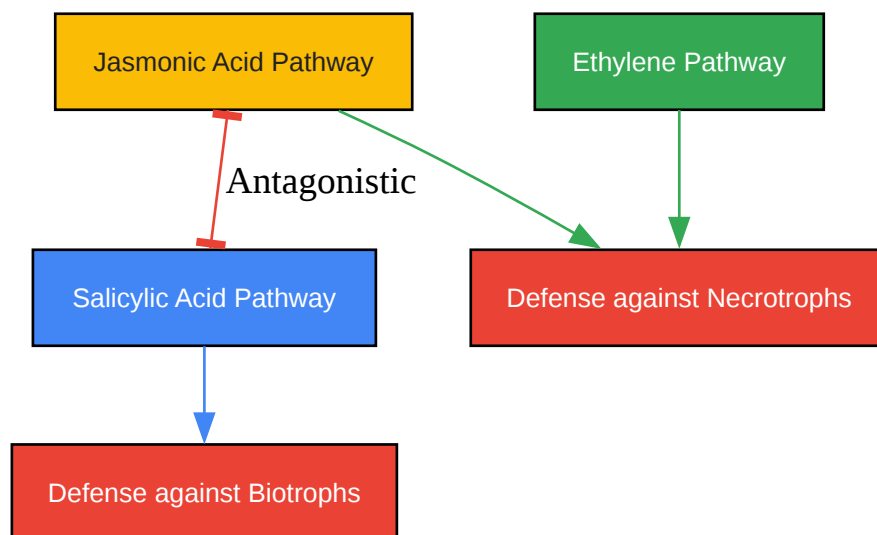 Jasmonic Acid Pathway
Ethylene Pathway
Antagonistic
Salicylic Acid Pathway
Defense against Necrotrophs
Defense against Biotrophs